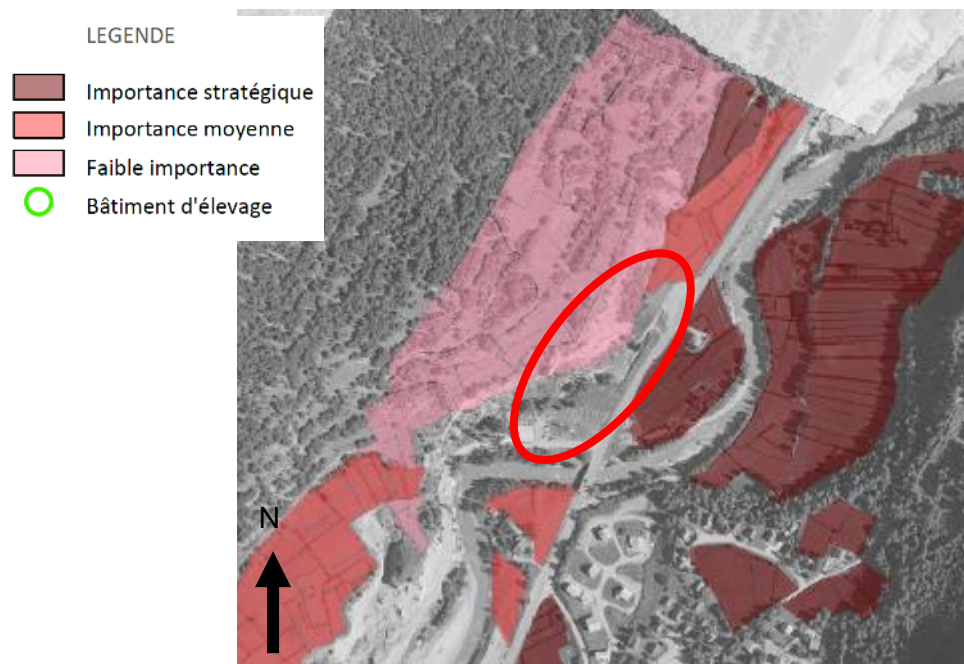 LEGENDE
Importance stratégique
Importance moyenne
Faible importance
Bâtiment d'élevage
N